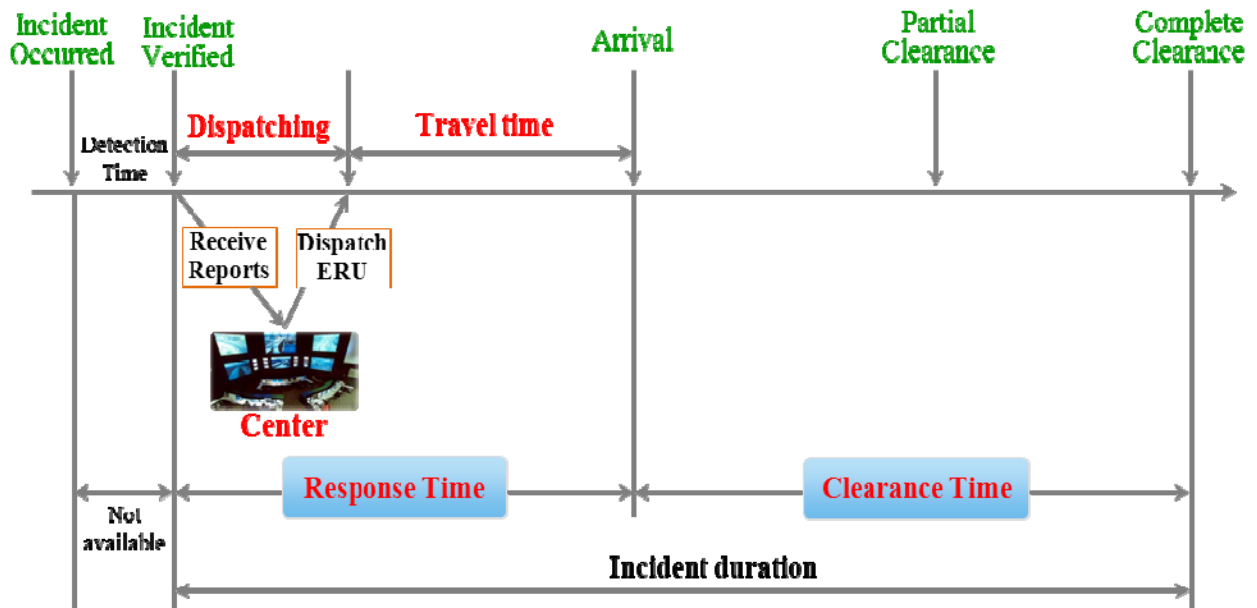 Incident
Occurred
Incident
Verified
Arrival
Partial
Clearance
Complete
Clearance
Detection
Time
Dispatching
Travel time
Receive
Reports
Dispatch
ERU
Center
Response Time
Clearance Time
Not
available
Incident duration